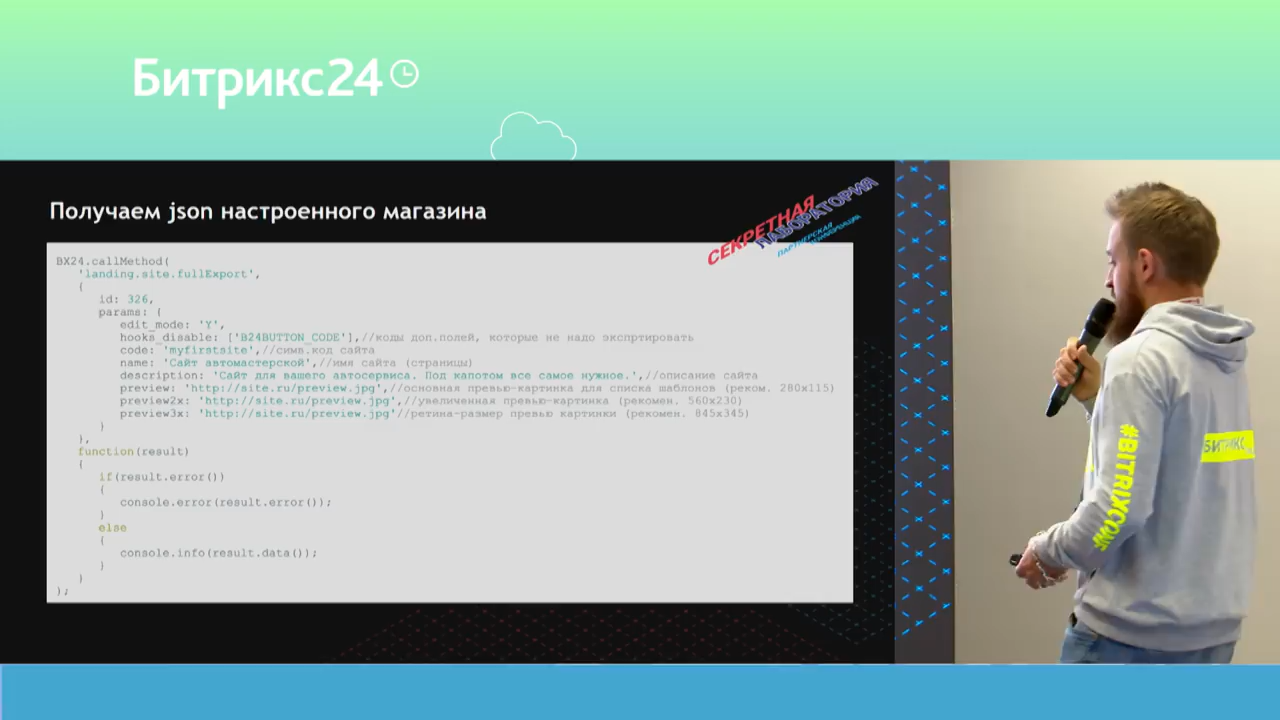 Битрикс24
Получаем json настроенного магазина
СЕКРЕТНАЯ
ЛАБОРАТОРИЯ
ПАРТНЕРСКАЯ
BX24.callMethod(
'landing.site.fullExport',
{
id: 326,
params: {
edit_mode: 'Y',
hooks_disable: ['B24BUTTON_CODE'],//коды доп.полей, которые не надо экспртировать
code: 'myfirstsite',//симв.код сайта
name: 'Сайт автомастерской',//имя сайта (страницы)
description: 'Сайт для вашего автосервиса. Под капотом все самое нужное.',//описание сайта
preview: 'http://site.ru/preview.jpg',//основная превью-картинка для списка шаблонов (реком. 280x115)
preview2x: 'http://site.ru/preview.jpg',//увеличенная превью-картинка (рекомен. 560x230)
preview3x: 'http://site.ru/preview.jpg'//ретина-размер превью картинки (рекомен. 845x345)
}
},
function(result)
{
if(result.error())
{
console.error(result.error());
}
else
{
console.info(result.data());
}
}
);
#BITRIXCONF
БИТРИКС